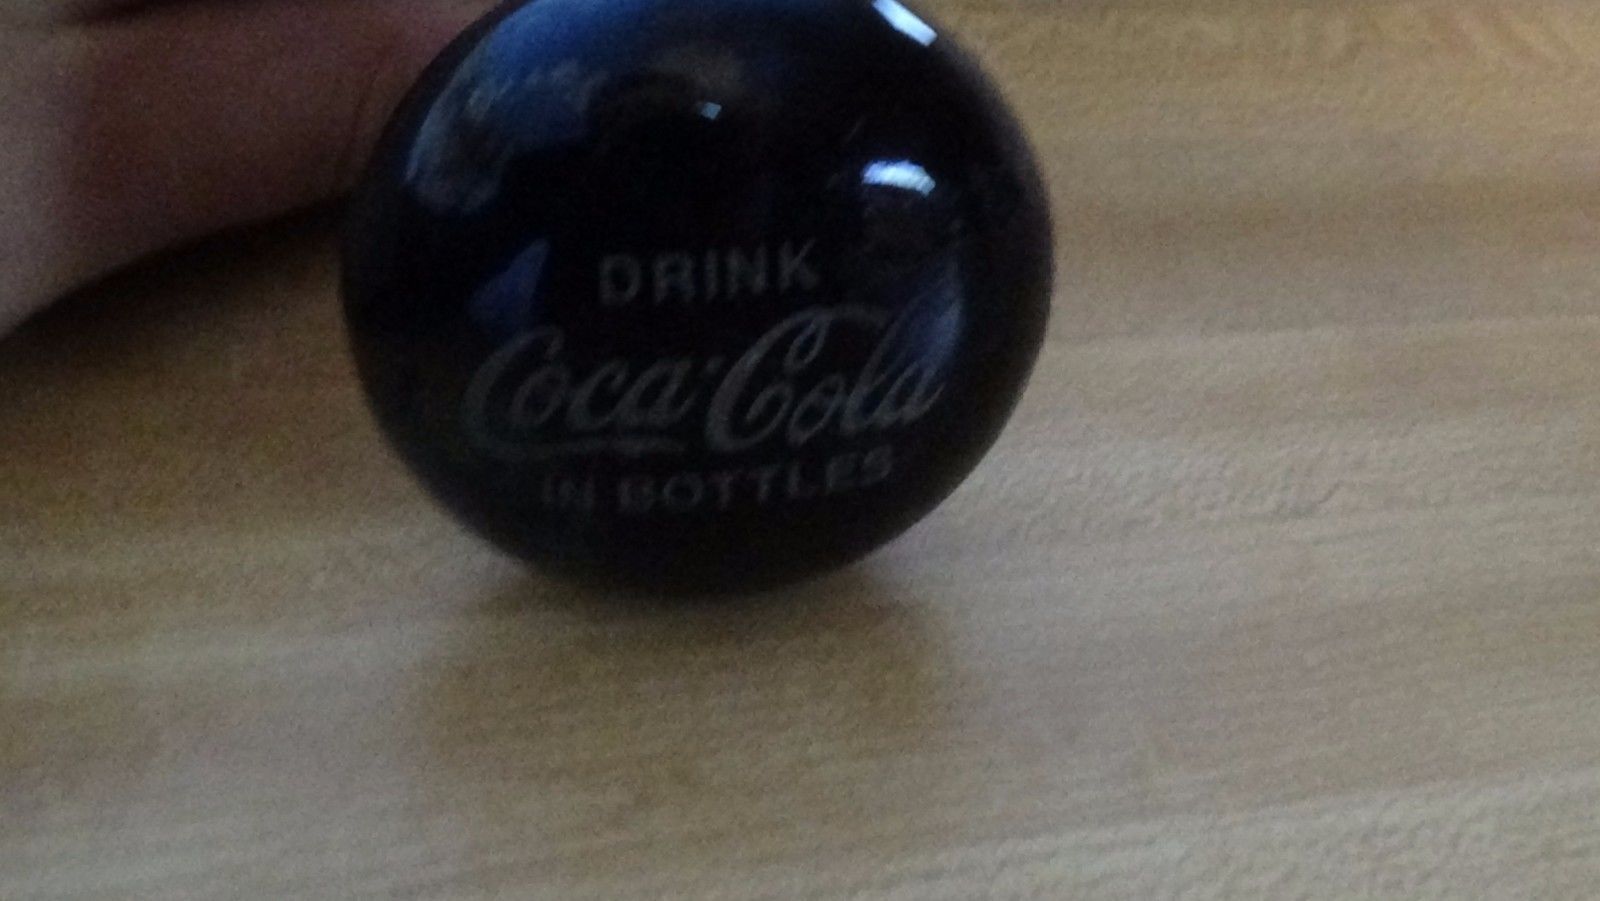 DRINK
Coca-Cola
IN BOTTLES